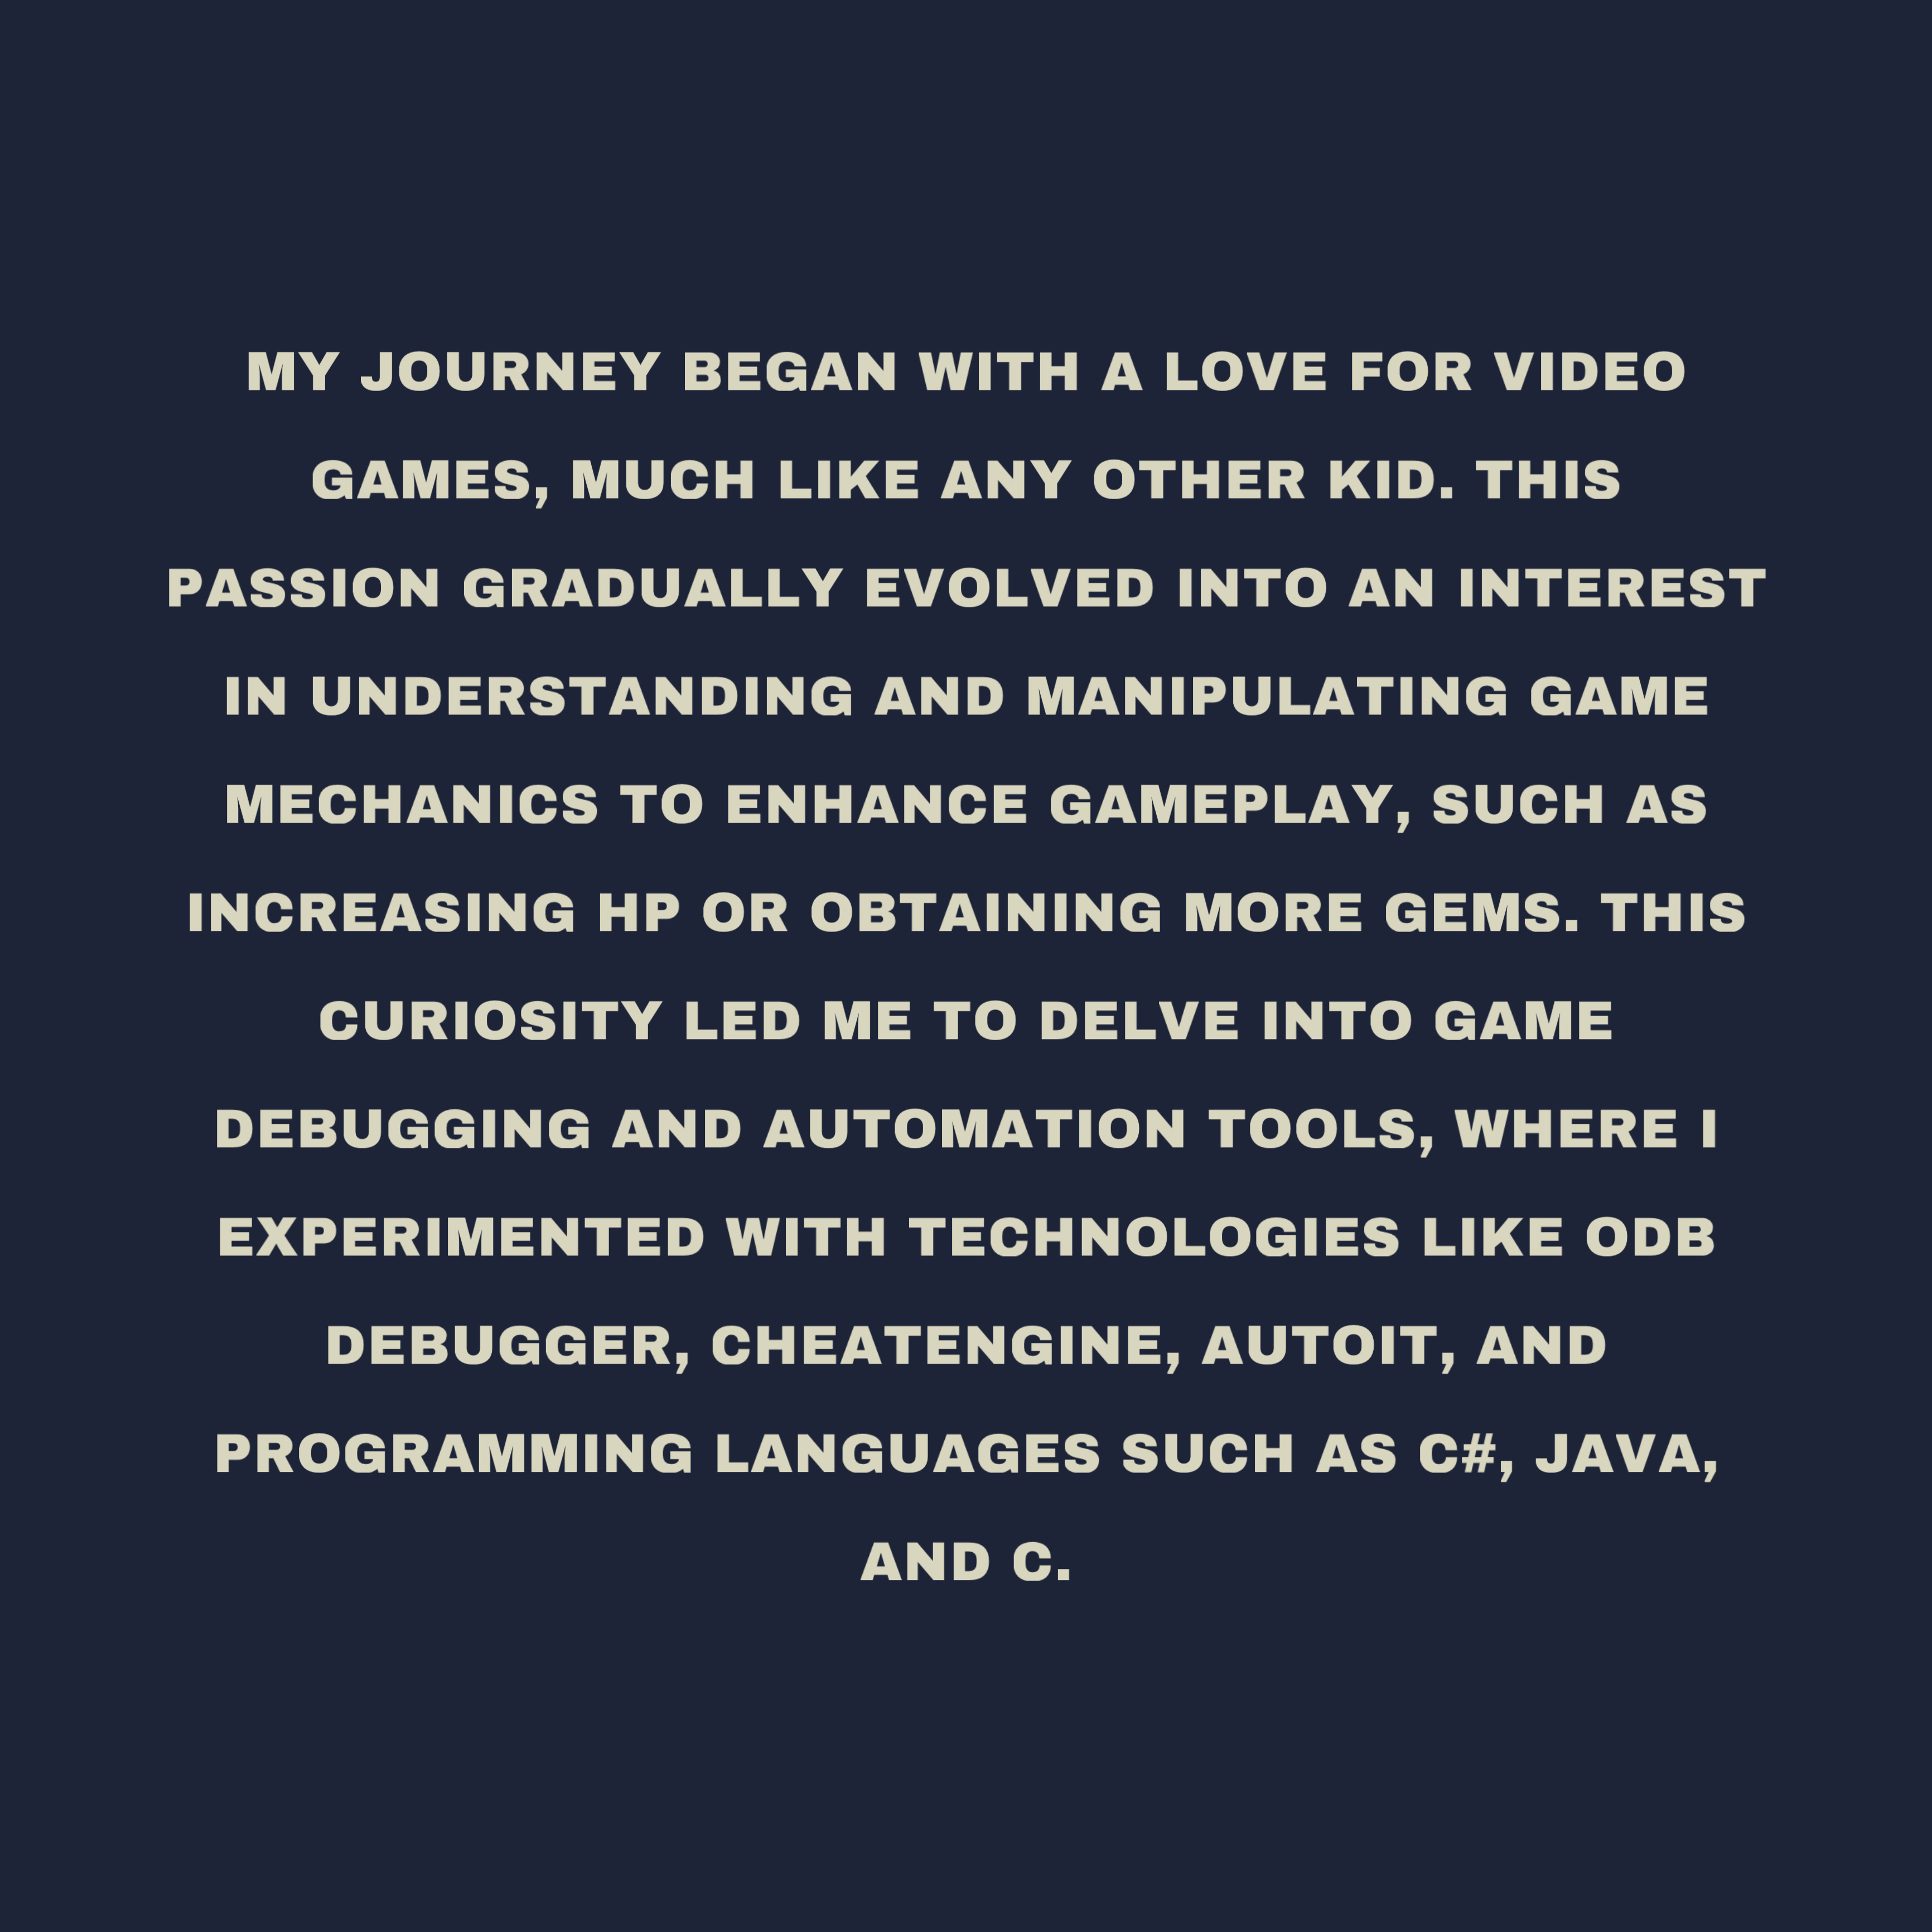 MY JOURNEY BEGAN WITH A LOVE FOR VIDEO
GAMES, MUCH LIKE ANY OTHER KID. THIS
PASSION GRADUALLY EVOLVED INTO AN INTEREST
IN UNDERSTANDING AND MANIPULATING GAME
MECHANICS TO ENHANCE GAMEPLAY, SUCH AS
INCREASING HP OR OBTAINING MORE GEMS. THIS
CURIOSITY LED ME TO DELVE INTO GAME
DEBUGGING AND AUTOMATION TOOLS, WHERE I
EXPERIMENTED WITH TECHNOLOGIES LIKE ODB
DEBUGGER, CHEATENGINE, AUTOIT, AND
PROGRAMMING LANGUAGES SUCH AS C#, JAVA,
AND C.